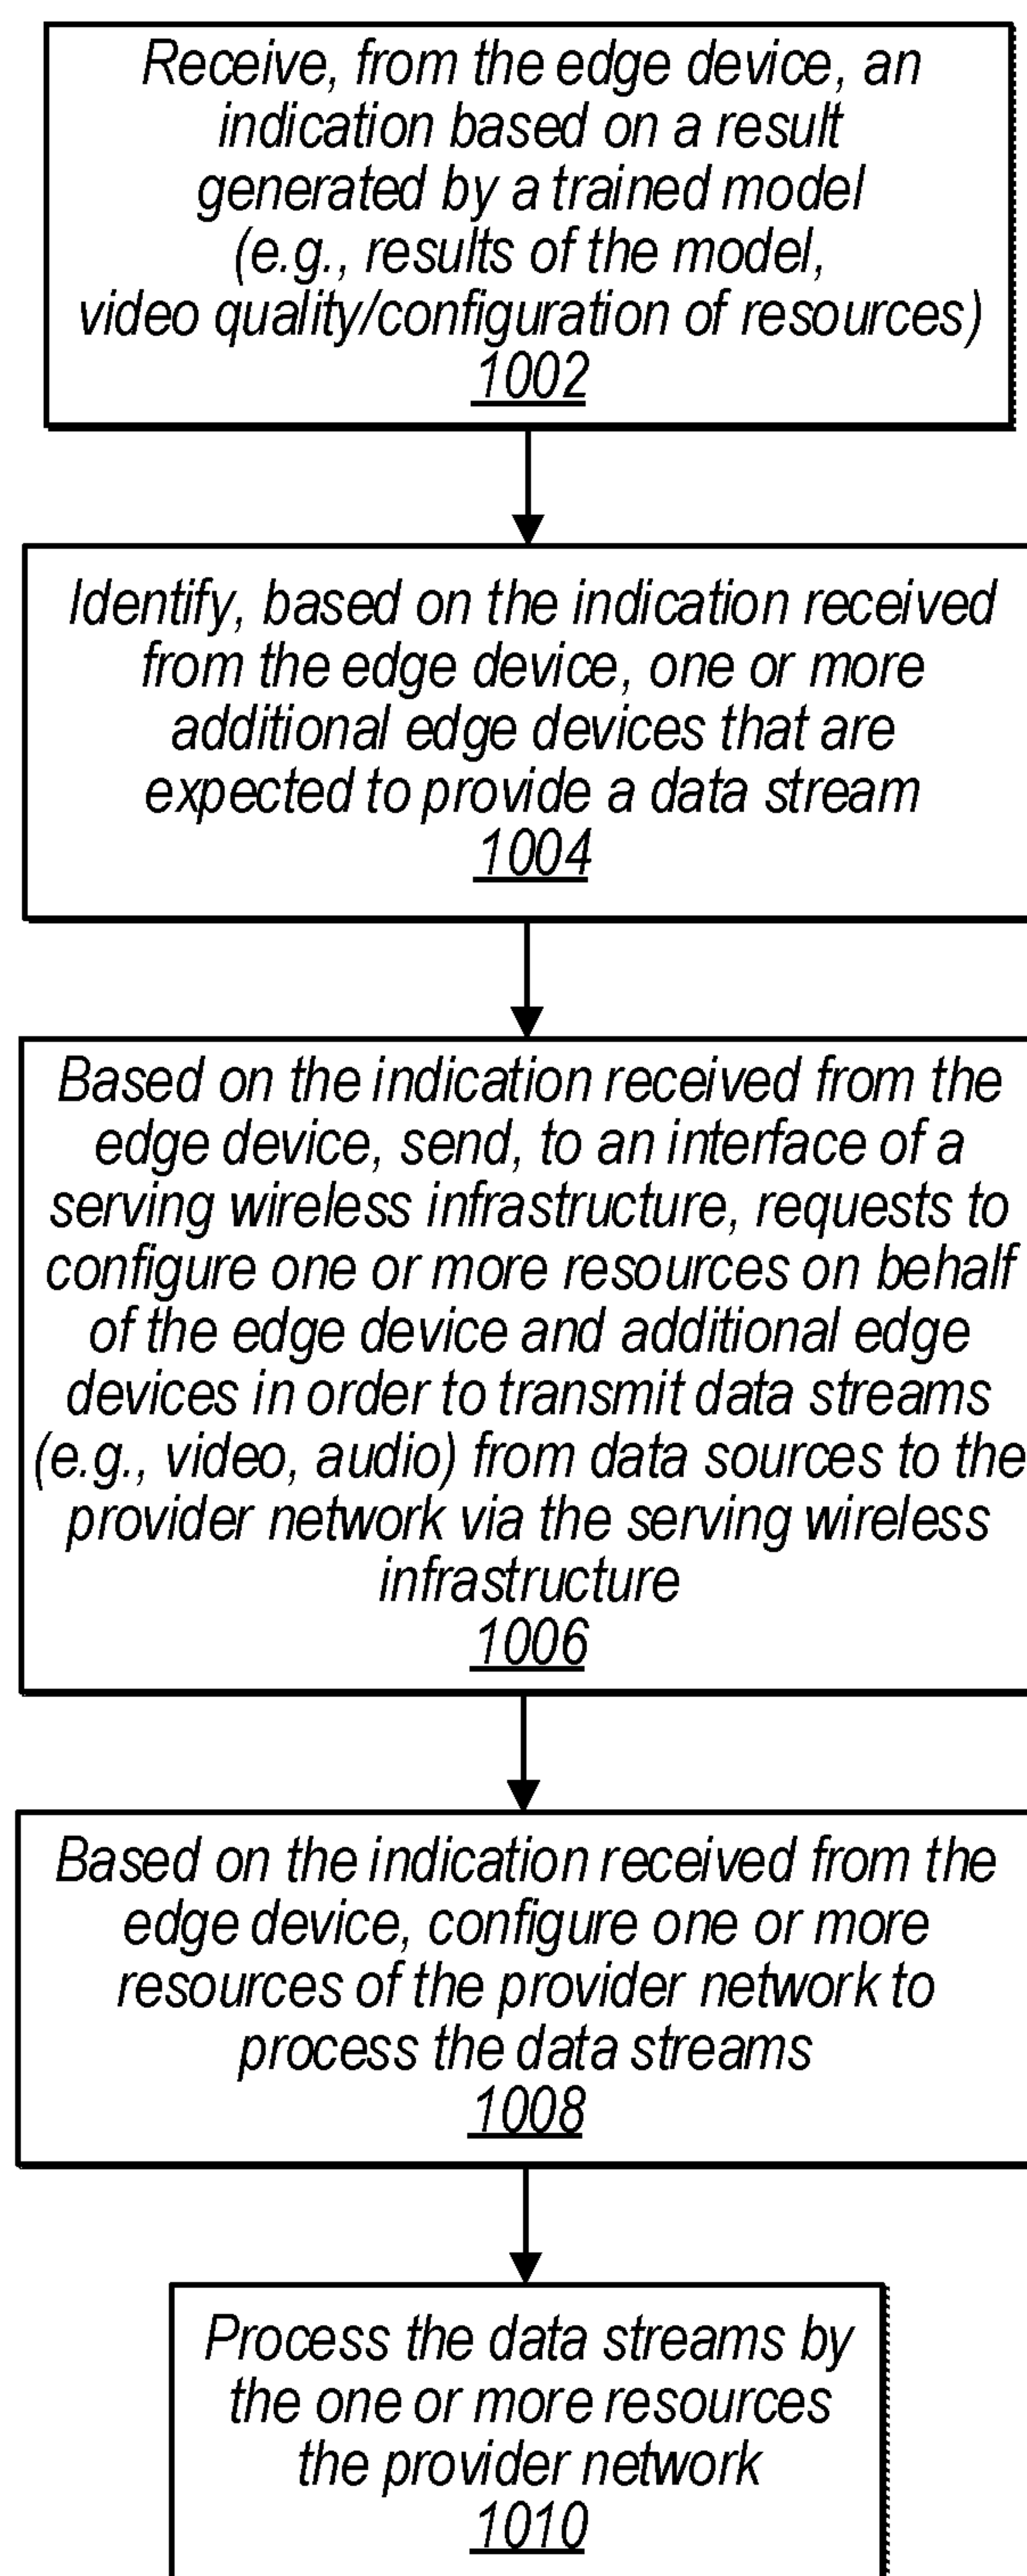 Receive, from the edge device, an
indication based on a result
generated by a trained model
(e.g., results of the model,
video quality/configuration of resources)
1002
Identify, based on the indication received
from the edge device, one or more
additional edge devices that are
expected to provide a data stream
1004
Based on the indication received from the
edge device, send, to an interface of a
serving wireless infrastructure, requests to
configure one or more resources on behalf
of the edge device and additional edge
devices in order to transmit data streams
(e.g., video, audio) from data sources to the
provider network via the serving wireless
infrastructure
1006
Based on the indication received from the
edge device, configure one or more
resources of the provider network to
process the data streams
1008
Process the data streams by
the one or more resources
the provider network
1010